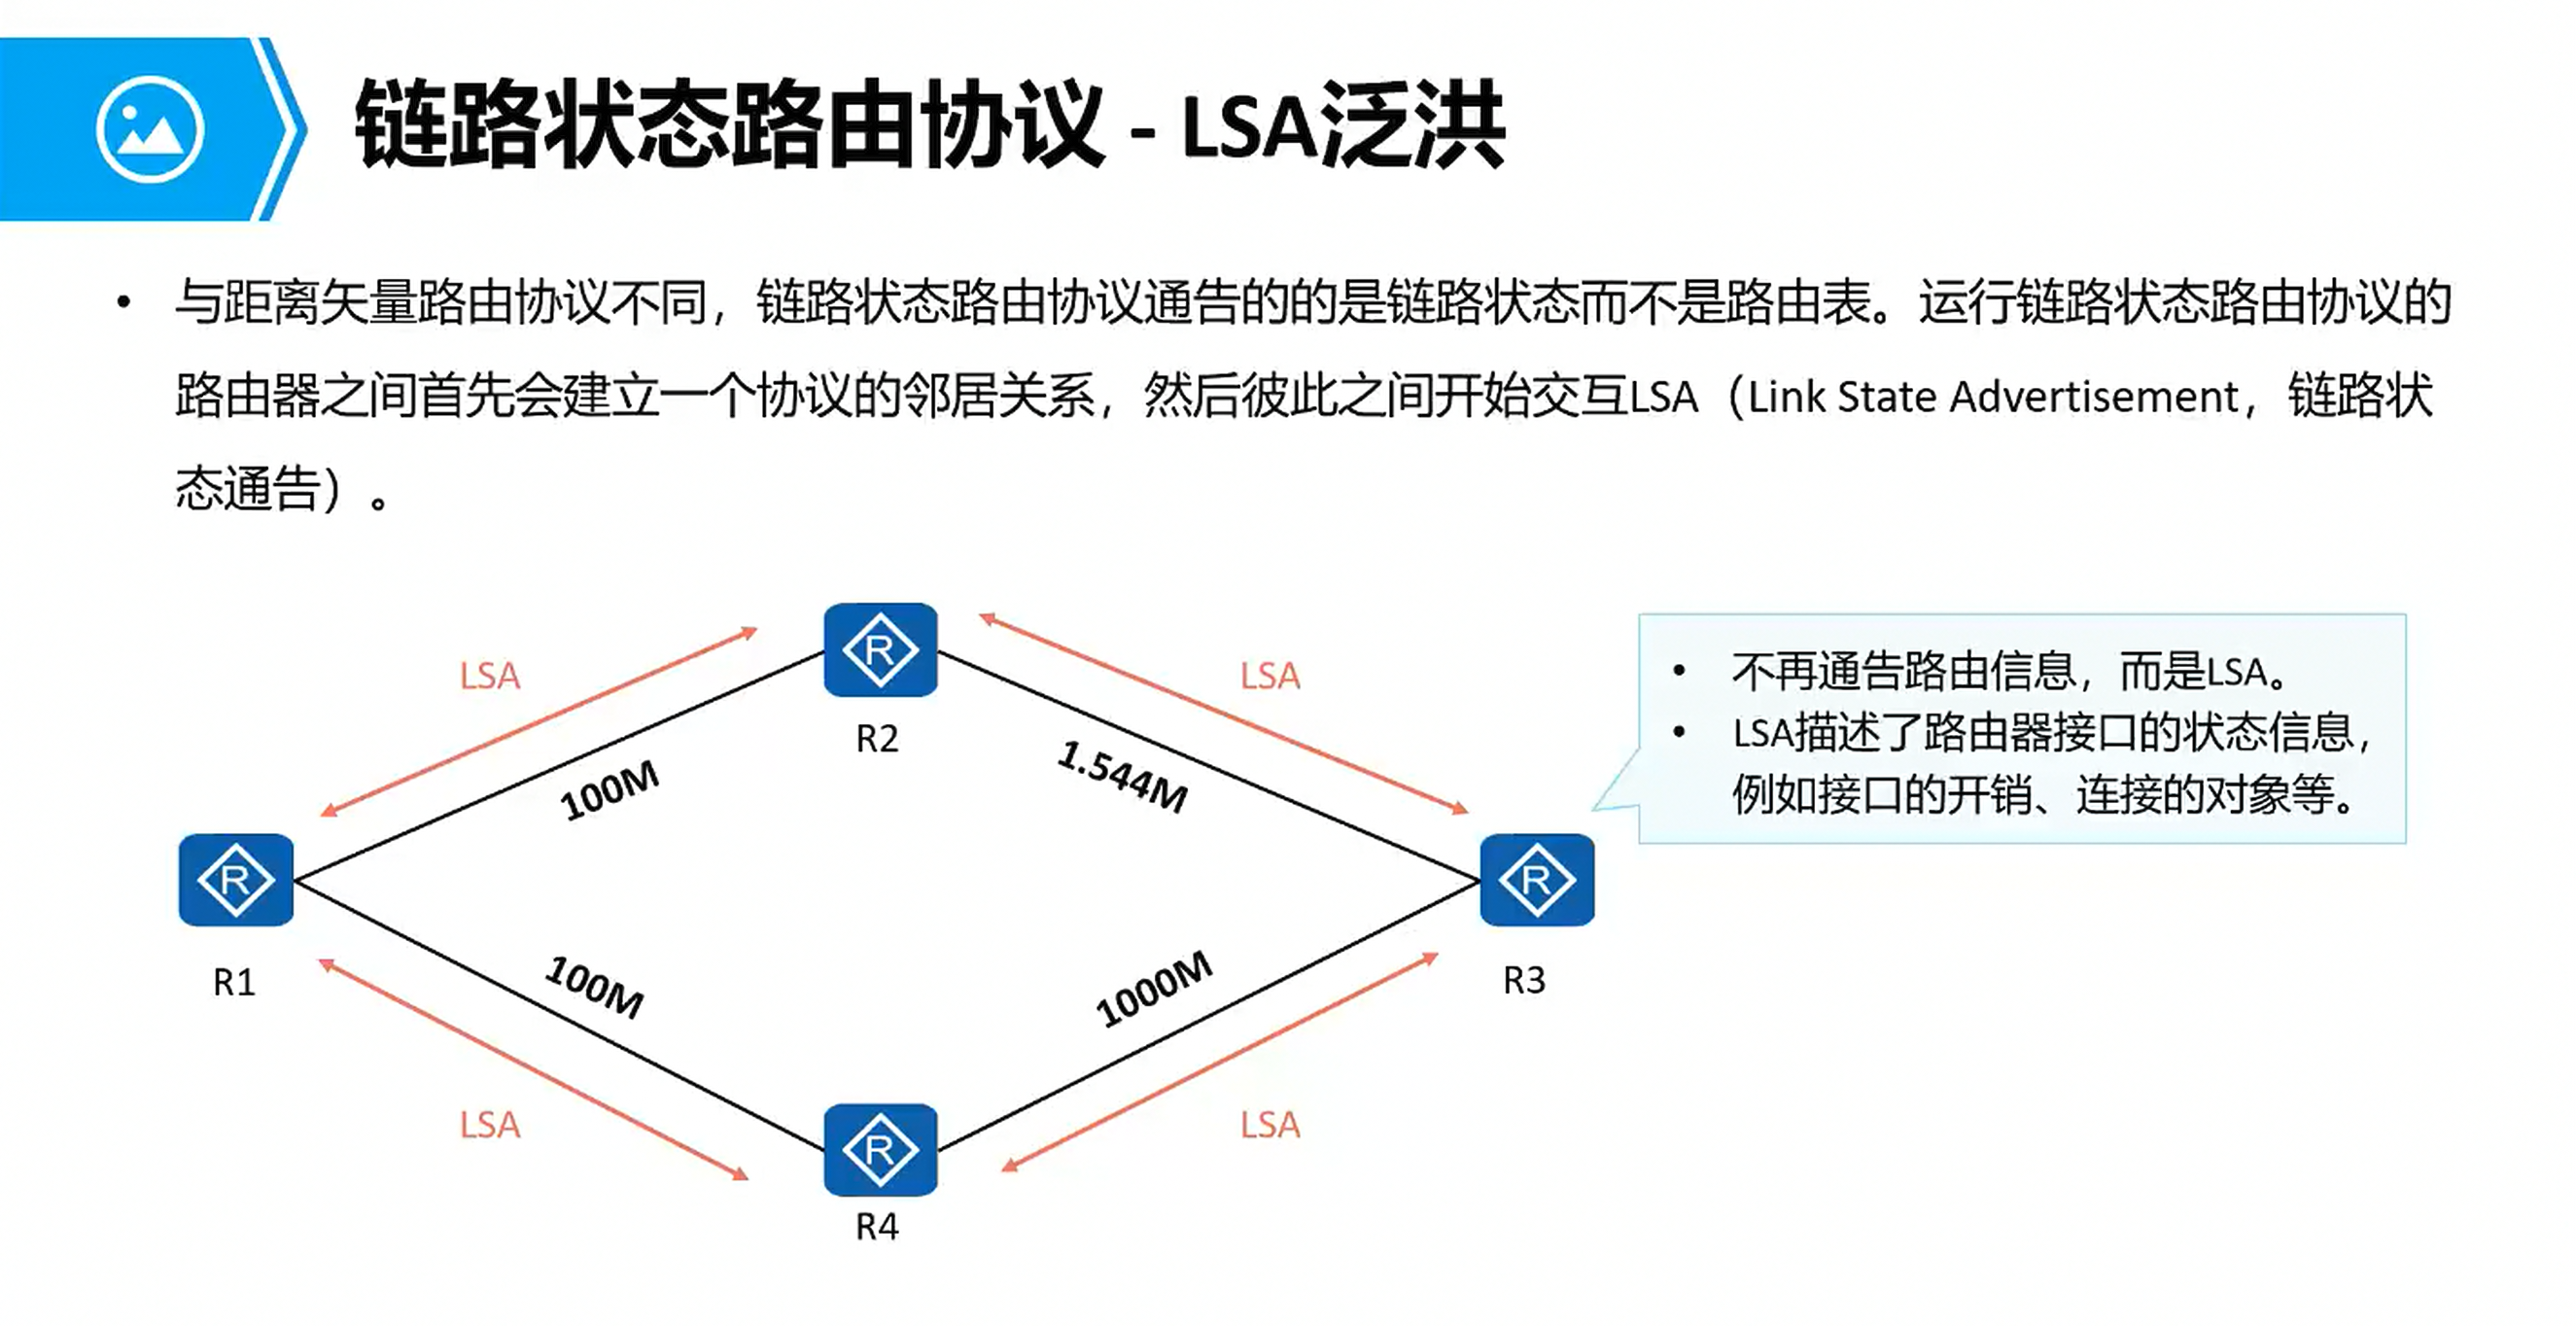 链路状态路由协议 - LSA泛洪
• 与距离矢量路由协议不同，链路状态路由协议通告的的是链路状态而不是路由表。运行链路状态路由协议的
路由器之间首先会建立一个协议的邻居关系，然后彼此之间开始交互LSA（Link State Advertisement，链路状
态通告）。
R
LSA
LSA
R2
100M
1.544M
• 不再通告路由信息，而是LSA。
• LSA描述了路由器接口的状态信息，
例如接口的开销、连接的对象等。
R
R
R1
R3
100M
1000M
LSA
LSA
R
R4